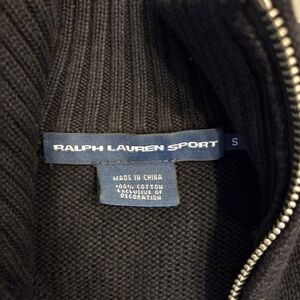 RALPH LAUREN SPORT
S
MADE IN CHINA
100% COTTON
EXCLUSIVE OF
DECORATION